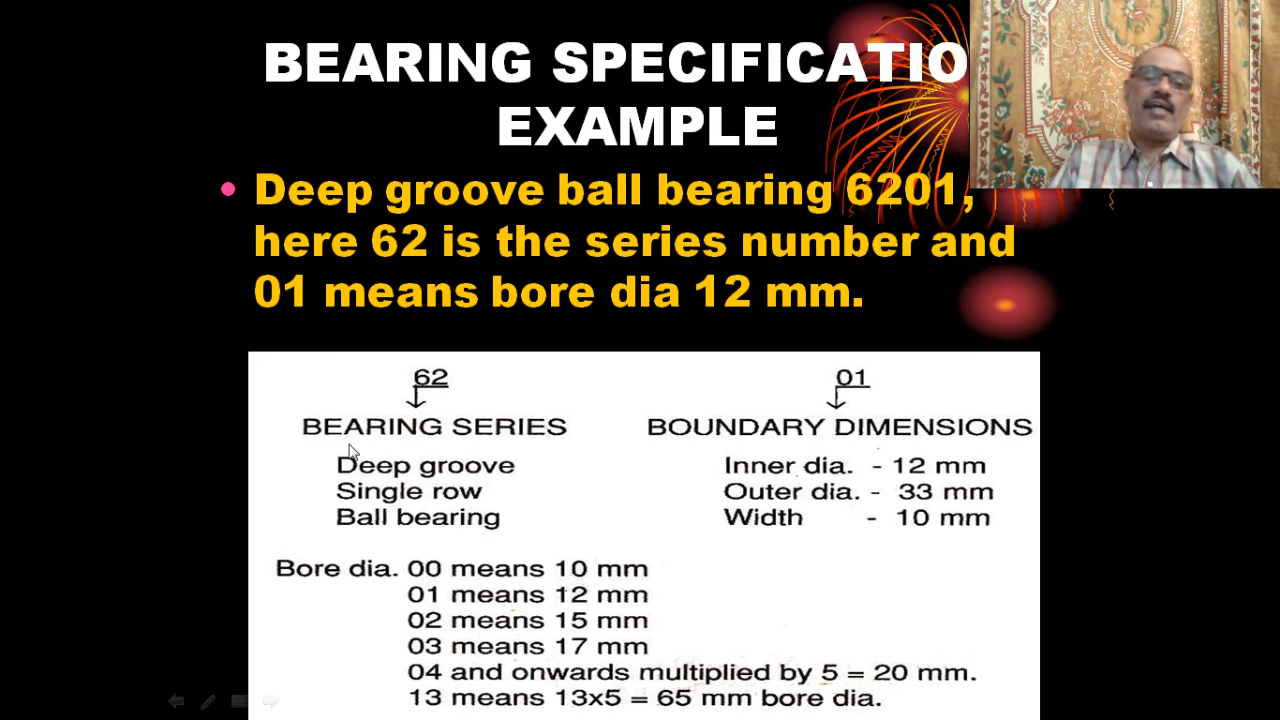 BEARING SPECIFICATIO
EXAMPLE
• Deep groove ball bearing 6201,
here 62 is the series number and
01 means bore dia 12 mm.
62 01
BEARING SERIES BOUNDARY DIMENSIONS
Deep groove Inner dia. - 12 mm
Single row Outer dia. - 33 mm
Ball bearing Width - 10 mm
Bore dia. 00 means 10 mm
01 means 12 mm
02 means 15 mm
03 means 17 mm
04 and onwards multiplied by 5 = 20 mm.
13 means 13x5 = 65 mm bore dia.